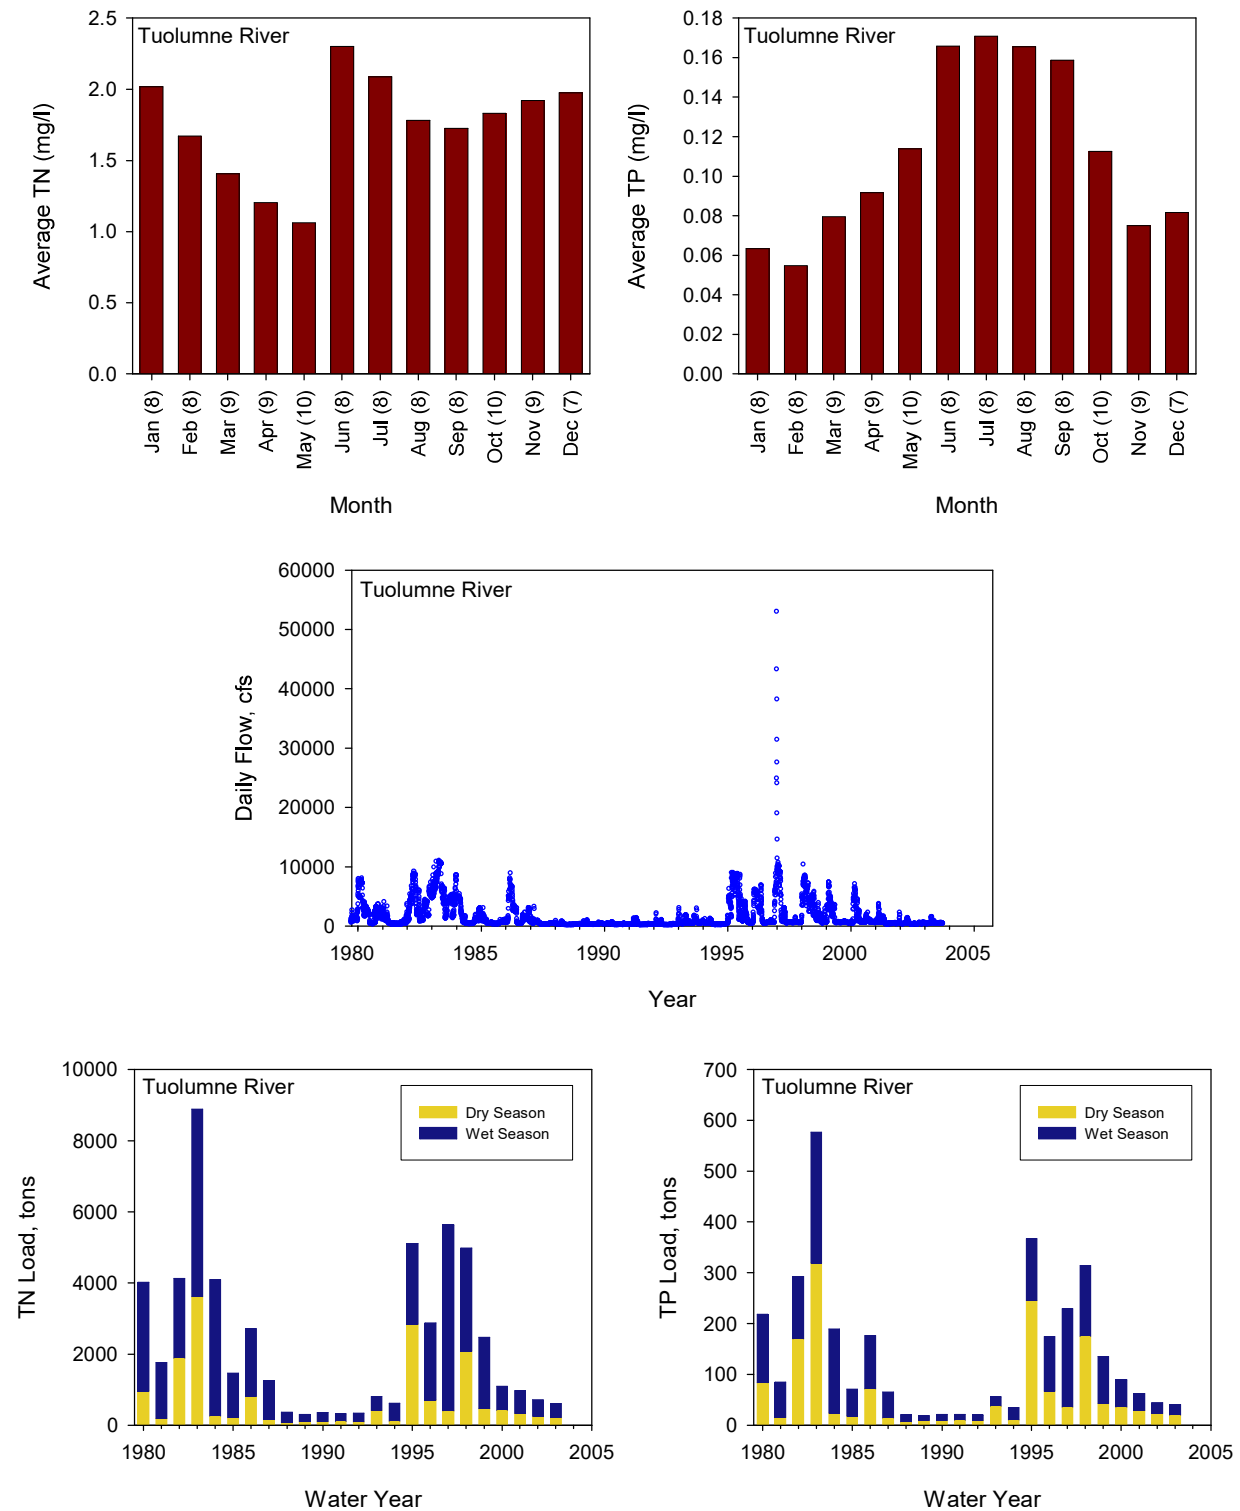 Tuolumne River
Average TN (mg/l)
2.5
2.0
1.5
1.0
0.5
0.0
Jan (8)
Feb (8)
Mar (9)
Apr (9)
May (10)
Jun (8)
Jul (8)
Aug (8)
Sep (8)
Oct (10)
Nov (9)
Dec (7)
Month
Tuolumne River
Average TP (mg/l)
0.18
0.16
0.14
0.12
0.10
0.08
0.06
0.04
0.02
0.00
Jan (8)
Feb (8)
Mar (9)
Apr (9)
May (10)
Jun (8)
Jul (8)
Aug (8)
Sep (8)
Oct (10)
Nov (9)
Dec (7)
Month
Tuolumne River
Daily Flow, cfs
60000
50000
40000
30000
20000
10000
0
1980 1985 1990 1995 2000 2005
Year
Tuolumne River
Dry Season
Wet Season
TN Load, tons
10000
8000
6000
4000
2000
0
1980 1985 1990 1995 2000 2005
Water Year
Tuolumne River
Dry Season
Wet Season
TP Load, tons
700
600
500
400
300
200
100
0
1980 1985 1990 1995 2000 2005
Water Year